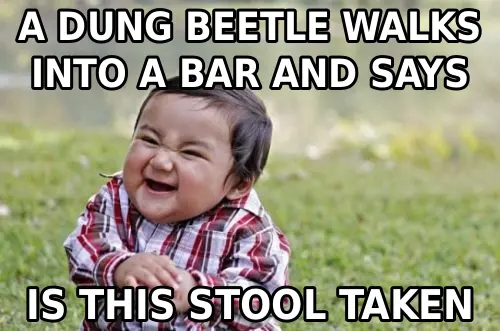 A DUNG BEETLE WALKS
INTO A BAR AND SAYS
IS THIS STOOL TAKEN